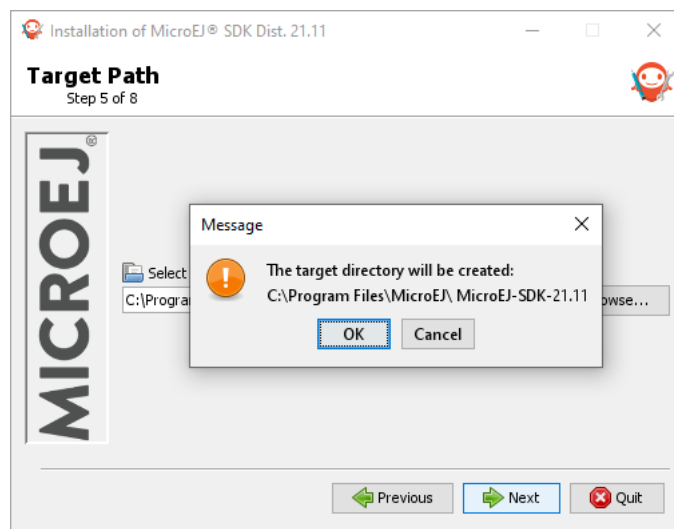 Installation of MicroEJ® SDK Dist. 21.11
Target Path
Step 5 of 8
MICROEJ®
Message
The target directory will be created:
C:\Program Files\MicroEJ\ MicroEJ-SDK-21.11
OK Cancel
Select
C:\Progra
owse...
Previous Next Quit